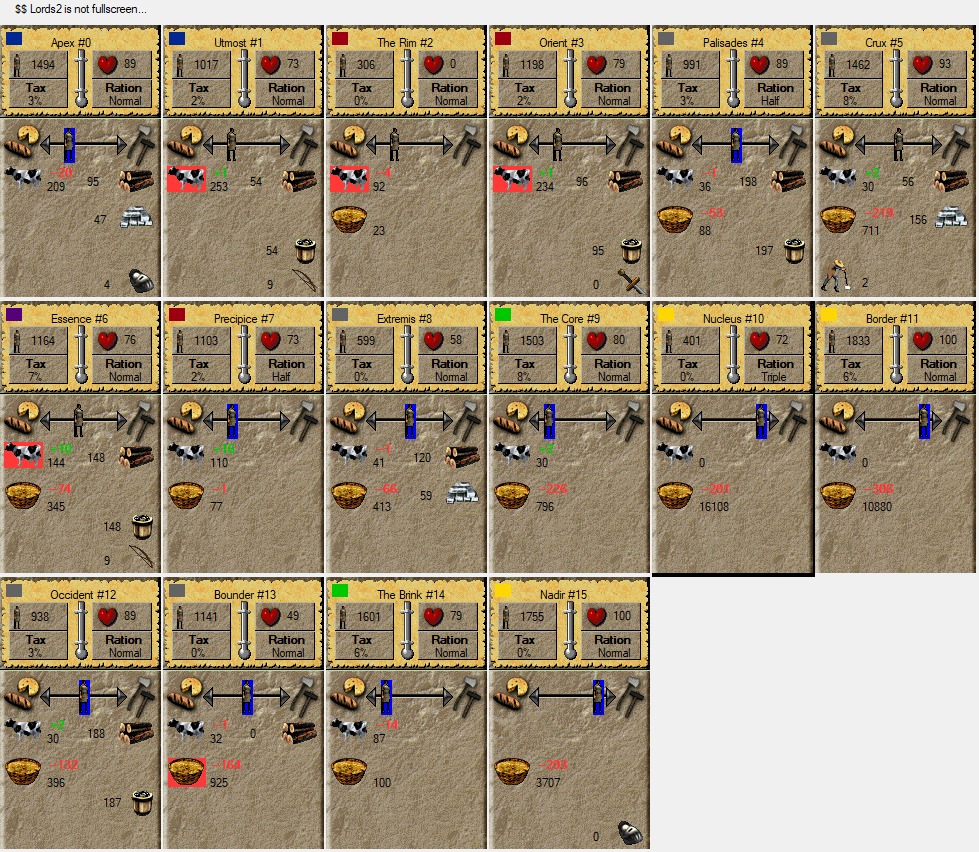 $$ Lords2 is not fullscreen...
Apex #0
1494 89
Tax Ration
3% Normal
20
209 95
47
4
Utmost #1
1017 73
Tax Ration
2% Normal
253 54
54
9
The Rim #2
306 0
Tax Ration
0% Normal
4
92
23
Orient #3
1198 79
Tax Ration
2% Normal
234 96
95
0
Palisades #4
991 89
Tax Ration
3% Half
1
36 198
53
88
197
Crux #5
1462 93
Tax Ration
8% Normal
+2
30 56
219
711 156
2
Essence #6
1164 76
Tax Ration
7% Normal
+10
144 148
74
345
148
9
Precipice #7
1103 73
Tax Ration
2% Half
+16
110
1
77
Extremis #8
599 58
Tax Ration
0% Normal
1
41 120
66
413 59
The Core #9
1503 80
Tax Ration
8% Normal
+2
30
226
796
Nucleus #10
401 72
Tax Ration
0% Triple
0
201
16108
Border #11
1833 100
Tax Ration
6% Normal
0
306
10880
Occident #12
938 89
Tax Ration
3% Normal
+2
30 188
132
396
187
Bounder #13
1141 49
Tax Ration
0% Normal
1
32 0
164
925
The Brink #14
1601 79
Tax Ration
6% Normal
14
87
100
Nadir #15
1755 100
Tax Ration
0% Normal
293
3707
0